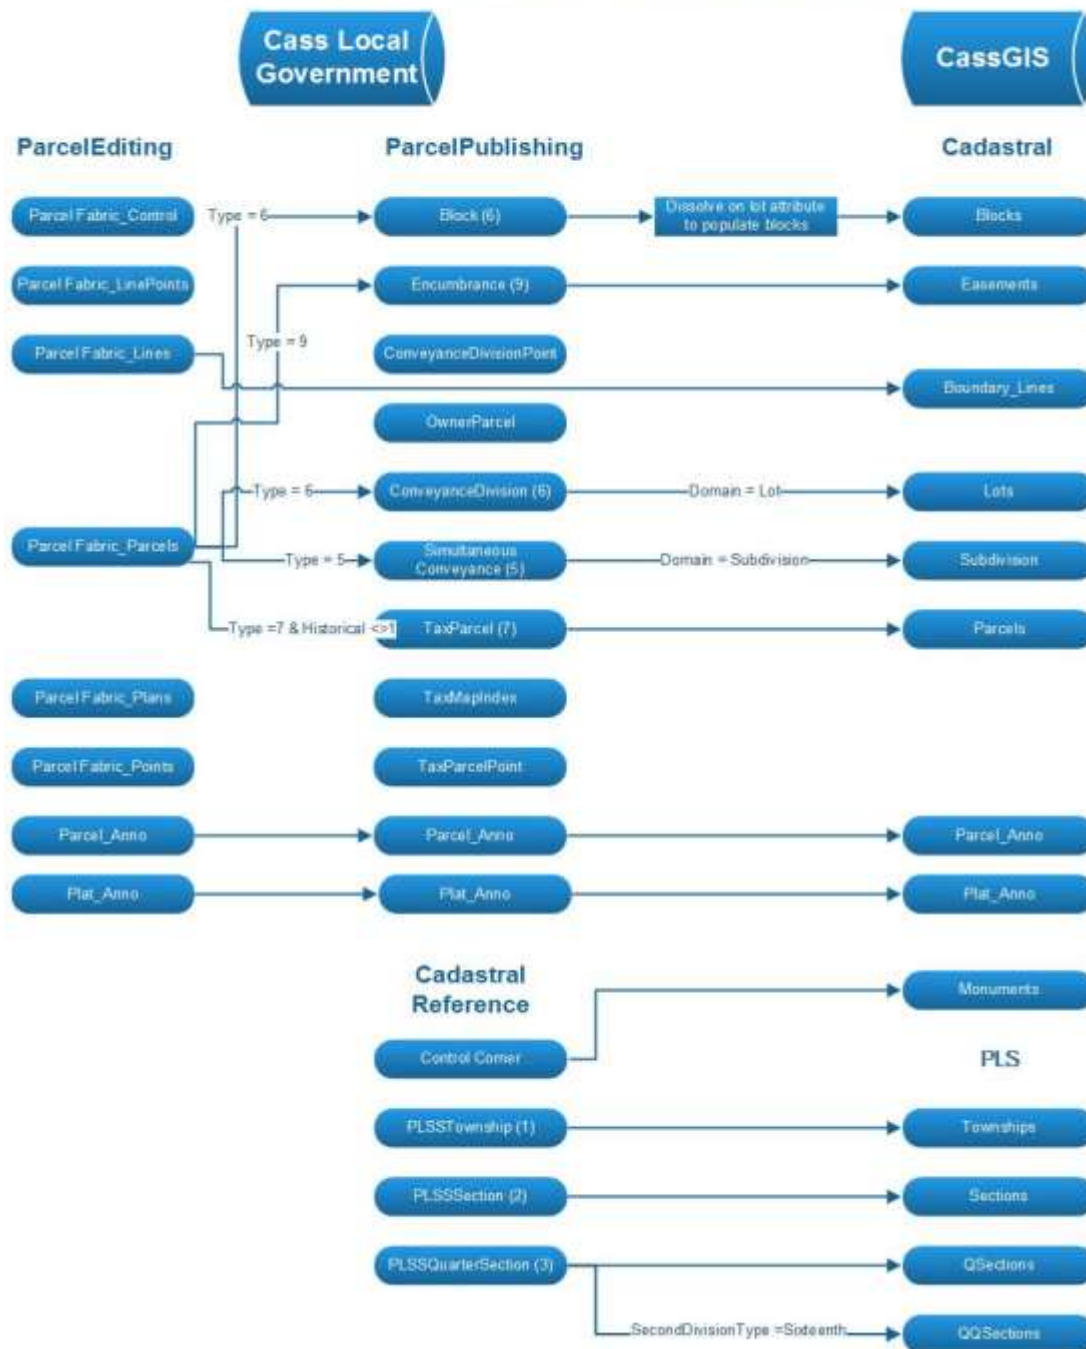 Cass Local
Government
CassGIS
ParcelEditing
ParcelPublishing
Cadastral
Parcel Fabric_Control
Type = 6
Block (6)
Dissolve on lot attribute
to populate blocks
Blocks
Parcel Fabric_LinePoints
Encumbrance (9)
Easements
Type = 9
Parcel Fabric_Lines
ConveyanceDivisionPoint
Boundary_Lines
OwnerParcel
Type = 6
ConveyanceDivision (6)
Domain = Lot
Lots
Parcel Fabric_Parcels
Type = 5
Simultaneous
Conveyance (5)
Domain = Subdivision
Subdivision
Type =7 & Historical <>1
TaxParcel (7)
Parcels
Parcel Fabric_Plans
TaxMapIndex
Parcel Fabric_Points
TaxParcelPoint
Parcel_Anno
Parcel_Anno
Parcel_Anno
Plat_Anno
Plat_Anno
Plat_Anno
Cadastral
Reference
Monuments
Control Corner
PLS
PLSSTownship (1)
Townships
PLSSSection (2)
Sections
PLSSQuarterSection (3)
QSections
SecondDivisionType =Sixteenth
QQSections